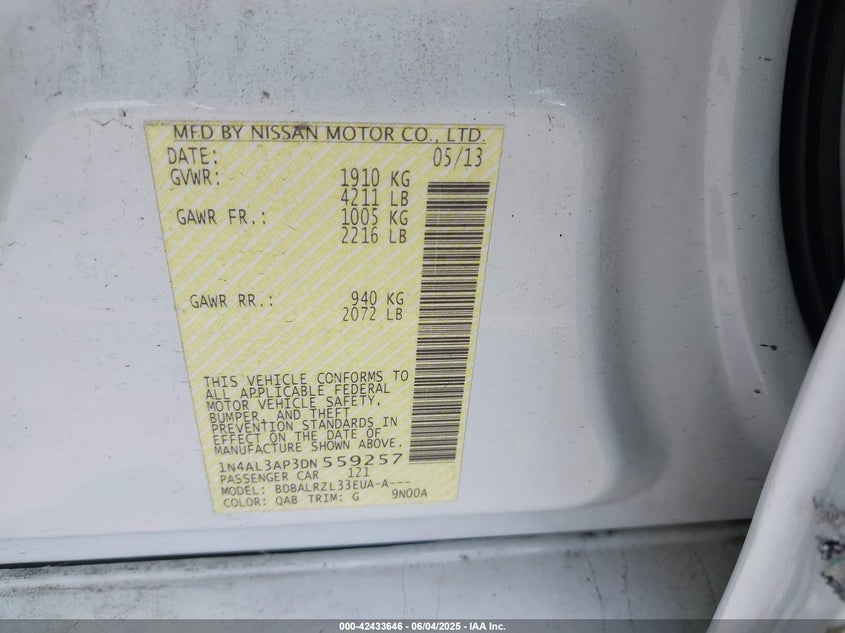 MFD BY NISSAN MOTOR CO., LTD.
DATE: 05/13
GVWR: 1910 KG
4211 LB
GAWR FR.: 1005 KG
2216 LB
GAWR RR.: 940 KG
2072 LB
THIS VEHICLE CONFORMS TO
ALL APPLICABLE FEDERAL
MOTOR VEHICLE SAFETY,
BUMPER, AND THEFT
PREVENTION STANDARDS IN
EFFECT ON THE DATE OF
MANUFACTURE SHOWN ABOVE.
1N4AL3AP3DN559257
PASSENGER CAR 121
MODEL: BDBALRZL33EUA-A---
COLOR: QAB TRIM: G 9N00A
000-42433646 - 06/04/2025 - IAA Inc.